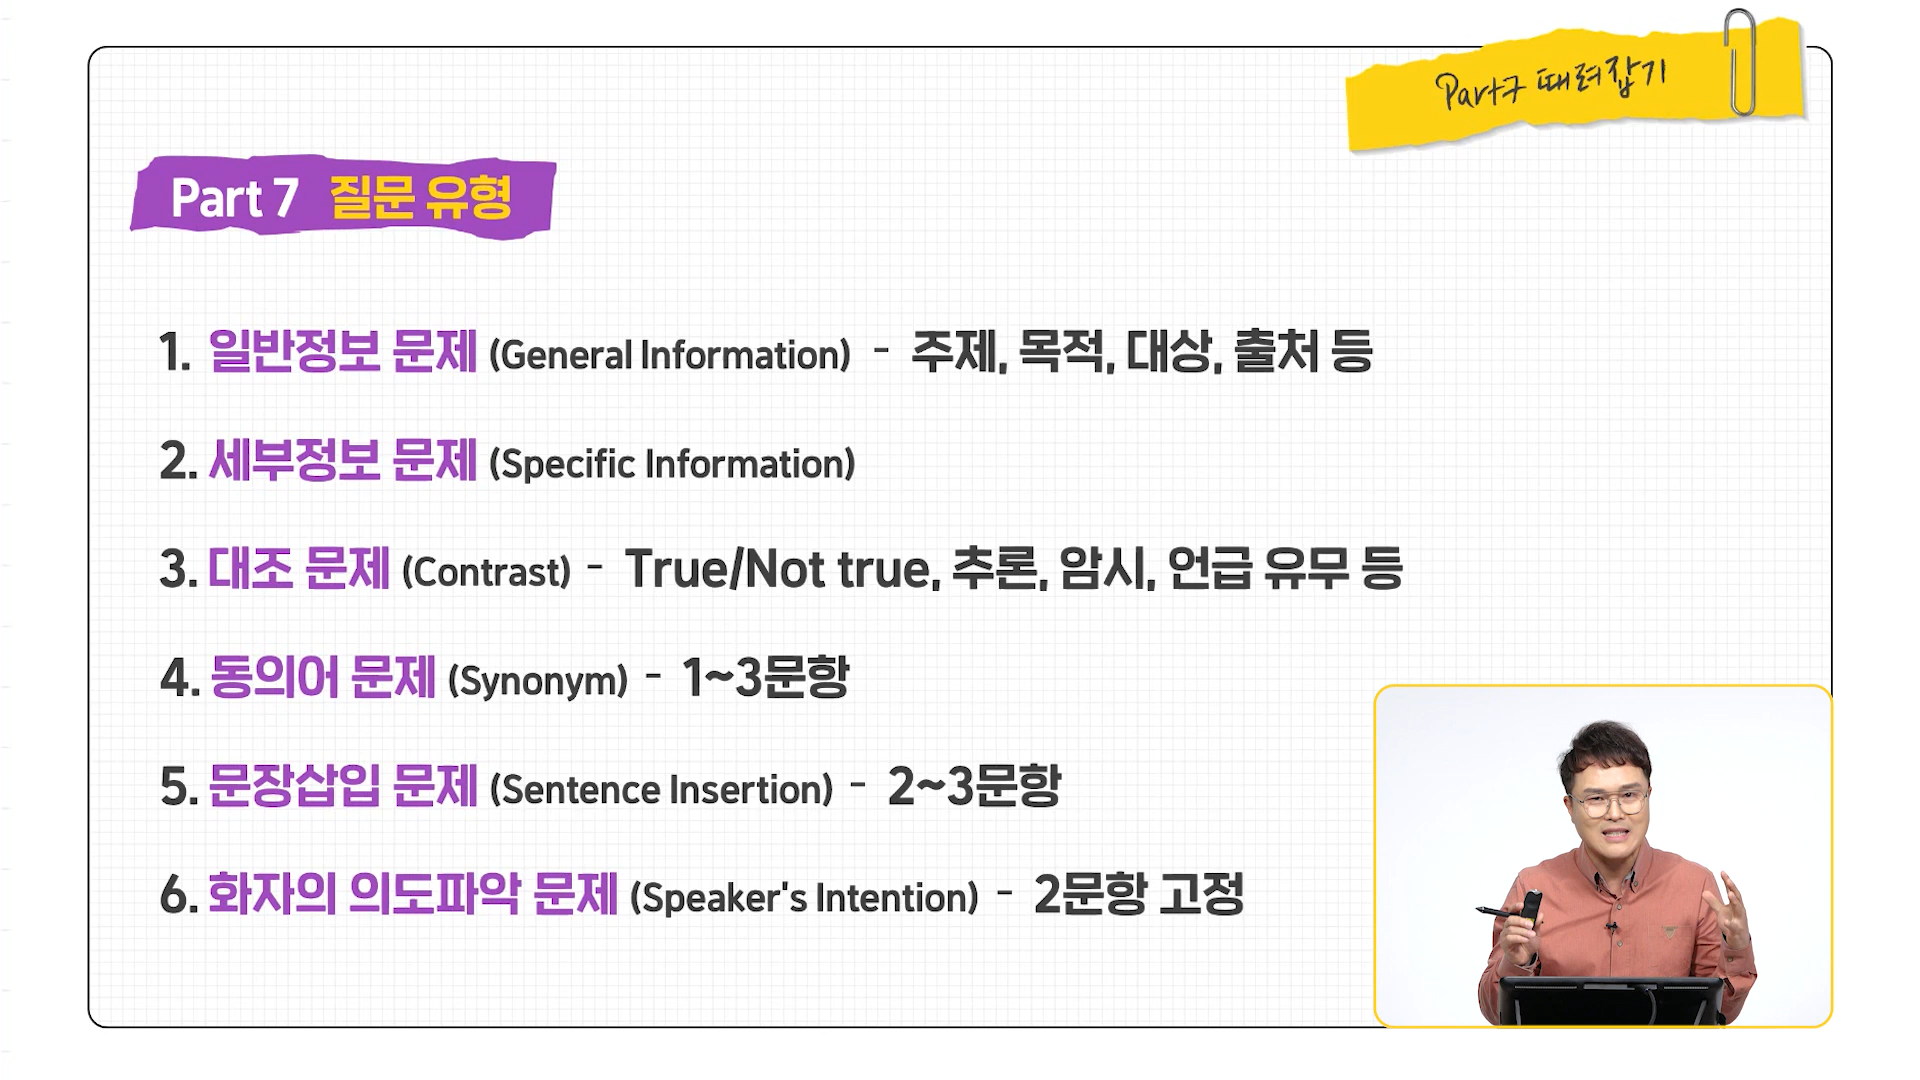 Part7 때려잡기
Part 7 질문 유형
1. 일반정보 문제 (General Information) - 주제, 목적, 대상, 출처 등
2. 세부정보 문제 (Specific Information)
3. 대조 문제 (Contrast) - True/Not true, 추론, 암시, 언급 유무 등
4. 동의어 문제 (Synonym) - 1~3문항
5. 문장삽입 문제 (Sentence Insertion) - 2~3문항
6. 화자의 의도파악 문제 (Speaker's Intention) - 2문항 고정